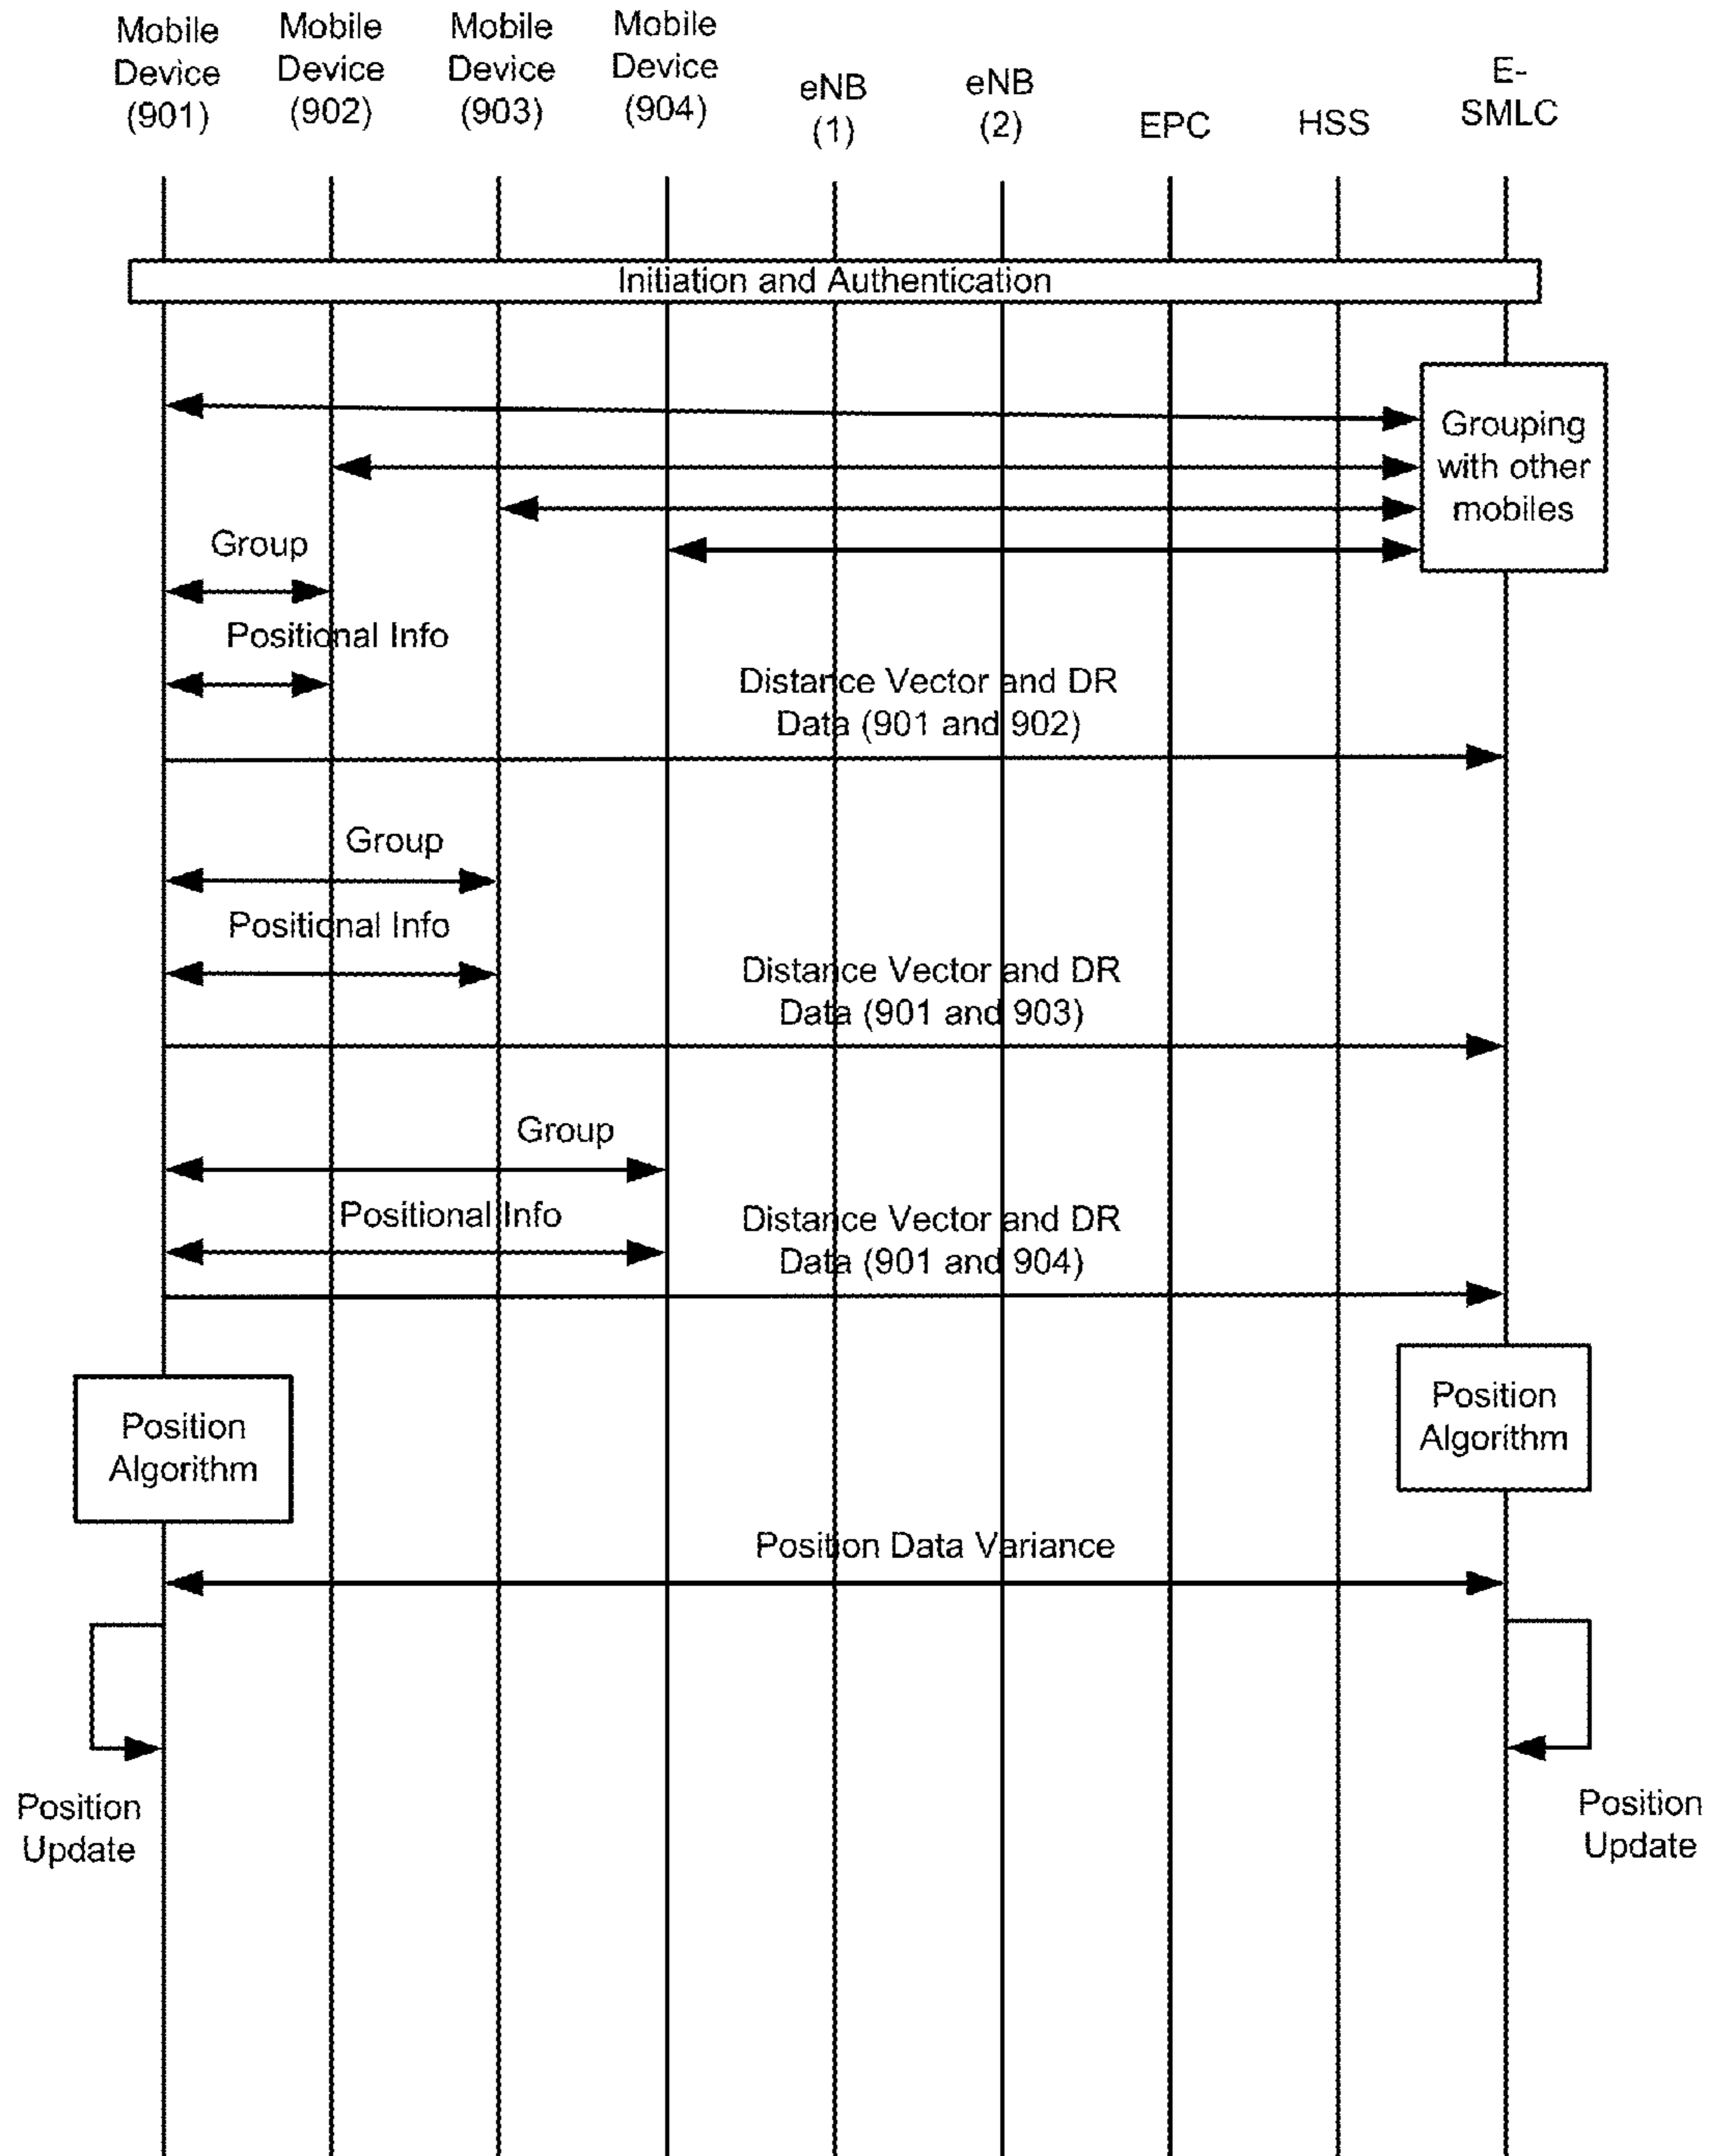 Mobile
Device
(901)
Mobile
Device
(902)
Mobile
Device
(903)
Mobile
Device
(904)
eNB
(1)
eNB
(2)
EPC
HSS
E-
SMLC
Initiation and Authentication
Grouping
with other
mobiles
Group
Positional Info
Distance Vector and DR
Data (901 and 902)
Group
Positional Info
Distance Vector and DR
Data (901 and 903)
Group
Positional Info
Distance Vector and DR
Data (901 and 904)
Position
Algorithm
Position
Algorithm
Position Data Variance
Position
Update
Position
Update